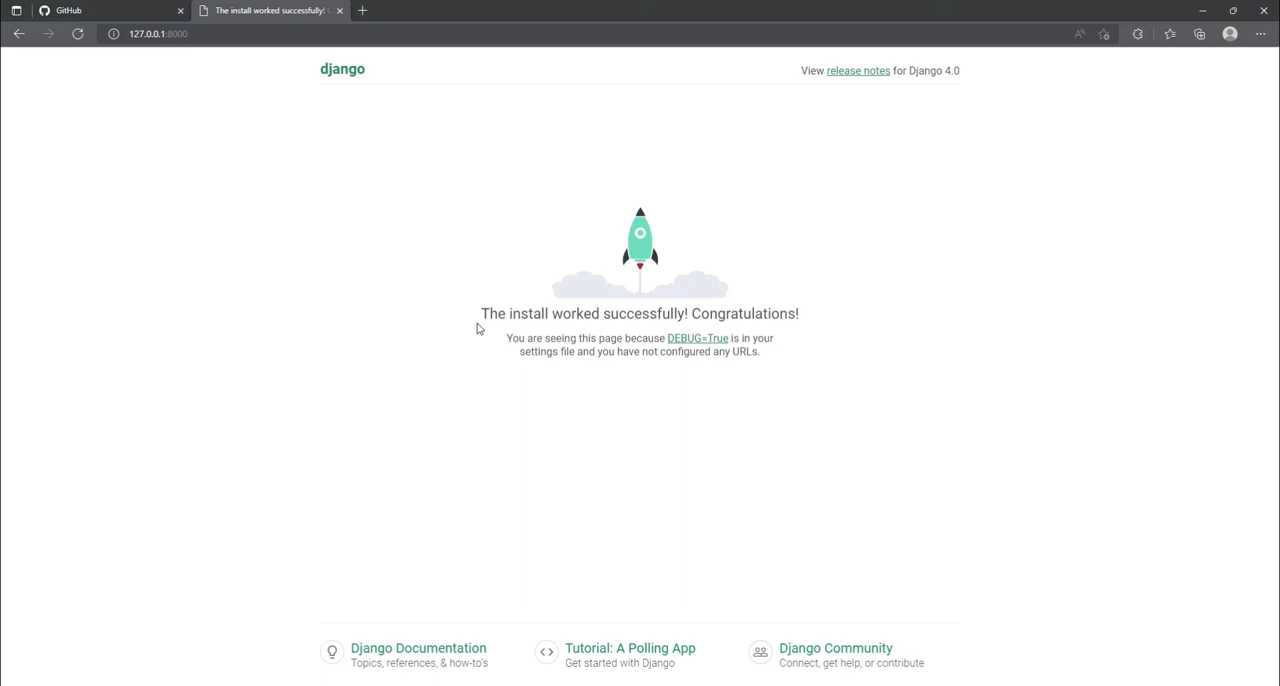 GitHub
The install worked successfully!
127.0.0.1:8000
django
View release notes for Django 4.0
The install worked successfully! Congratulations!
You are seeing this page because DEBUG=True is in your
settings file and you have not configured any URLs.
Django Documentation
Topics, references, & how-to's
Tutorial: A Polling App
Get started with Django
Django Community
Connect, get help, or contribute